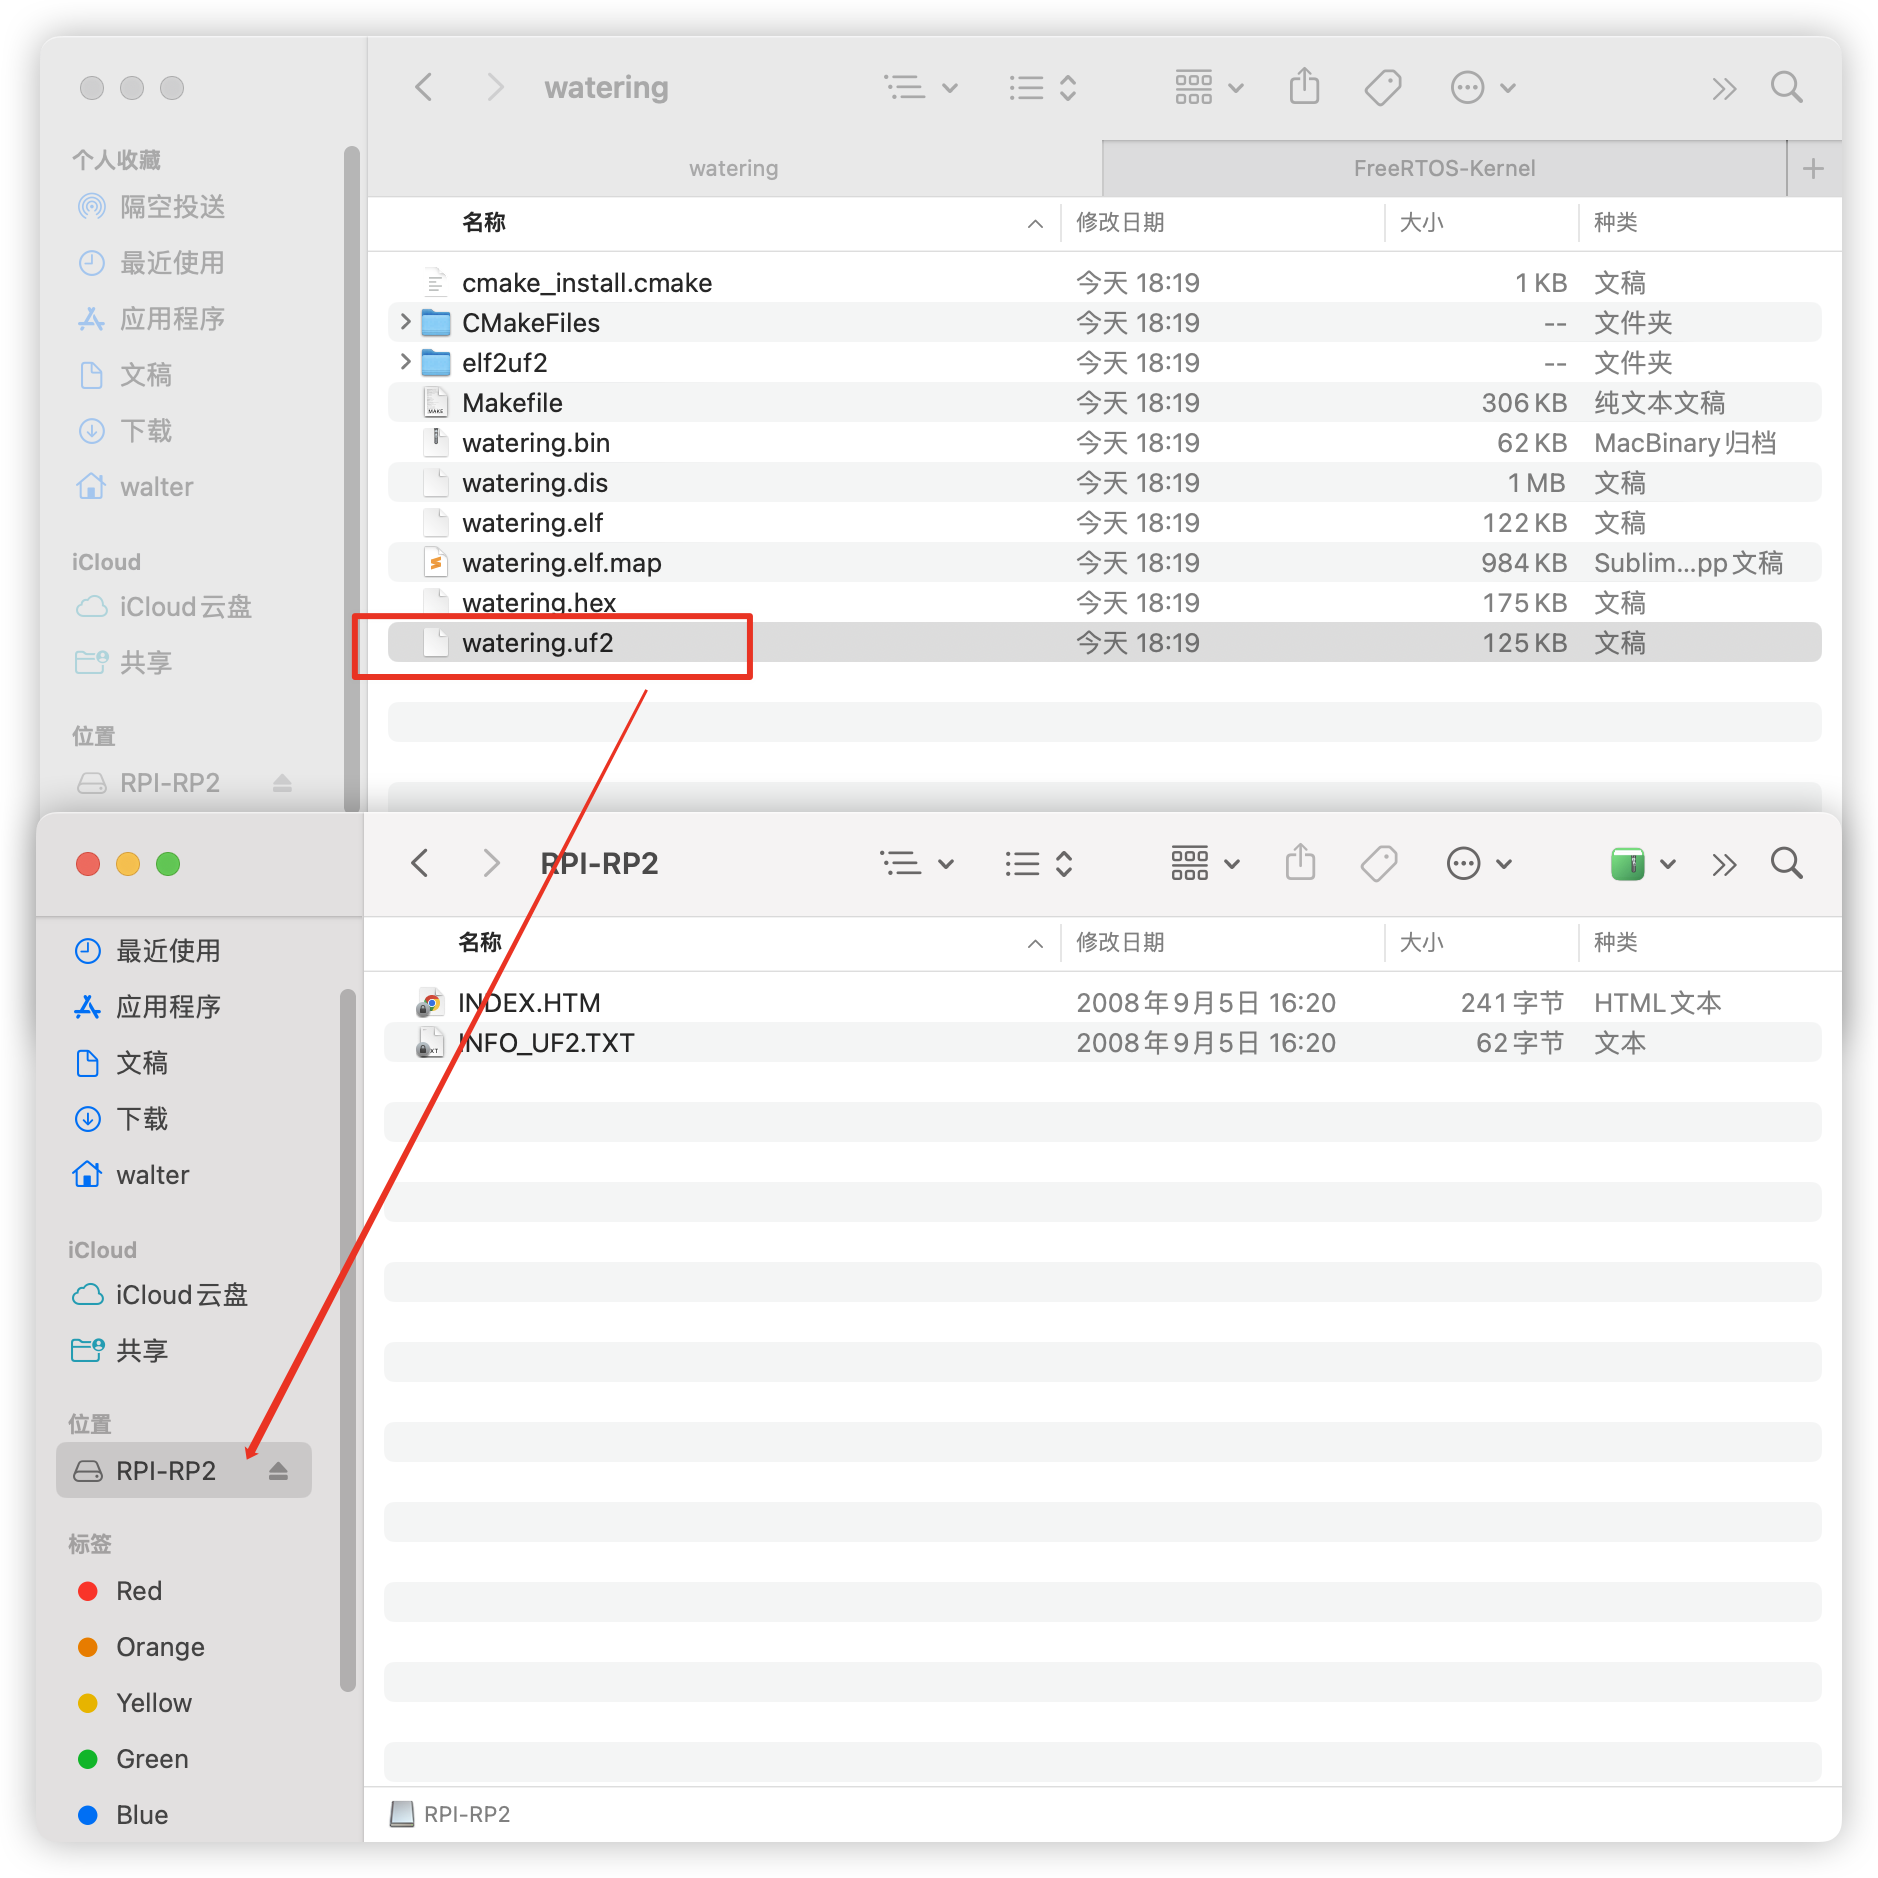 watering
watering
FreeRTOS-Kernel
个人收藏
隔空投送
最近使用
应用程序
文稿
下载
walter
iCloud
iCloud云盘
共享
位置
RPI-RP2
名称 修改日期 大小 种类
cmake_install.cmake 今天 18:19 1 KB 文稿
CMakeFiles 今天 18:19 -- 文件夹
elf2uf2 今天 18:19 -- 文件夹
Makefile 今天 18:19 306 KB 纯文本文稿
watering.bin 今天 18:19 62 KB MacBinary归档
watering.dis 今天 18:19 1 MB 文稿
watering.elf 今天 18:19 122 KB 文稿
watering.elf.map 今天 18:19 984 KB Sublim...pp文稿
watering.hex 今天 18:19 175 KB 文稿
watering.uf2 今天 18:19 125 KB 文稿
RPI-RP2
最近使用
应用程序
文稿
下载
walter
iCloud
iCloud云盘
共享
位置
RPI-RP2
标签
Red
Orange
Yellow
Green
Blue
名称 修改日期 大小 种类
INDEX.HTM 2008年9月5日 16:20 241字节 HTML文本
INFO_UF2.TXT 2008年9月5日 16:20 62字节 文本
RPI-RP2